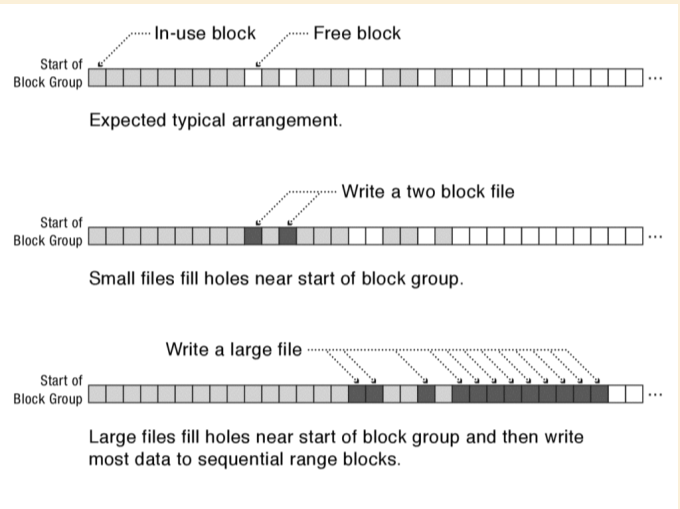 In-use block Free block
Start of
Block Group ...
Expected typical arrangement.
Write a two block file
Start of
Block Group ...
Small files fill holes near start of block group.
Write a large file
Start of
Block Group ...
Large files fill holes near start of block group and then write
most data to sequential range blocks.